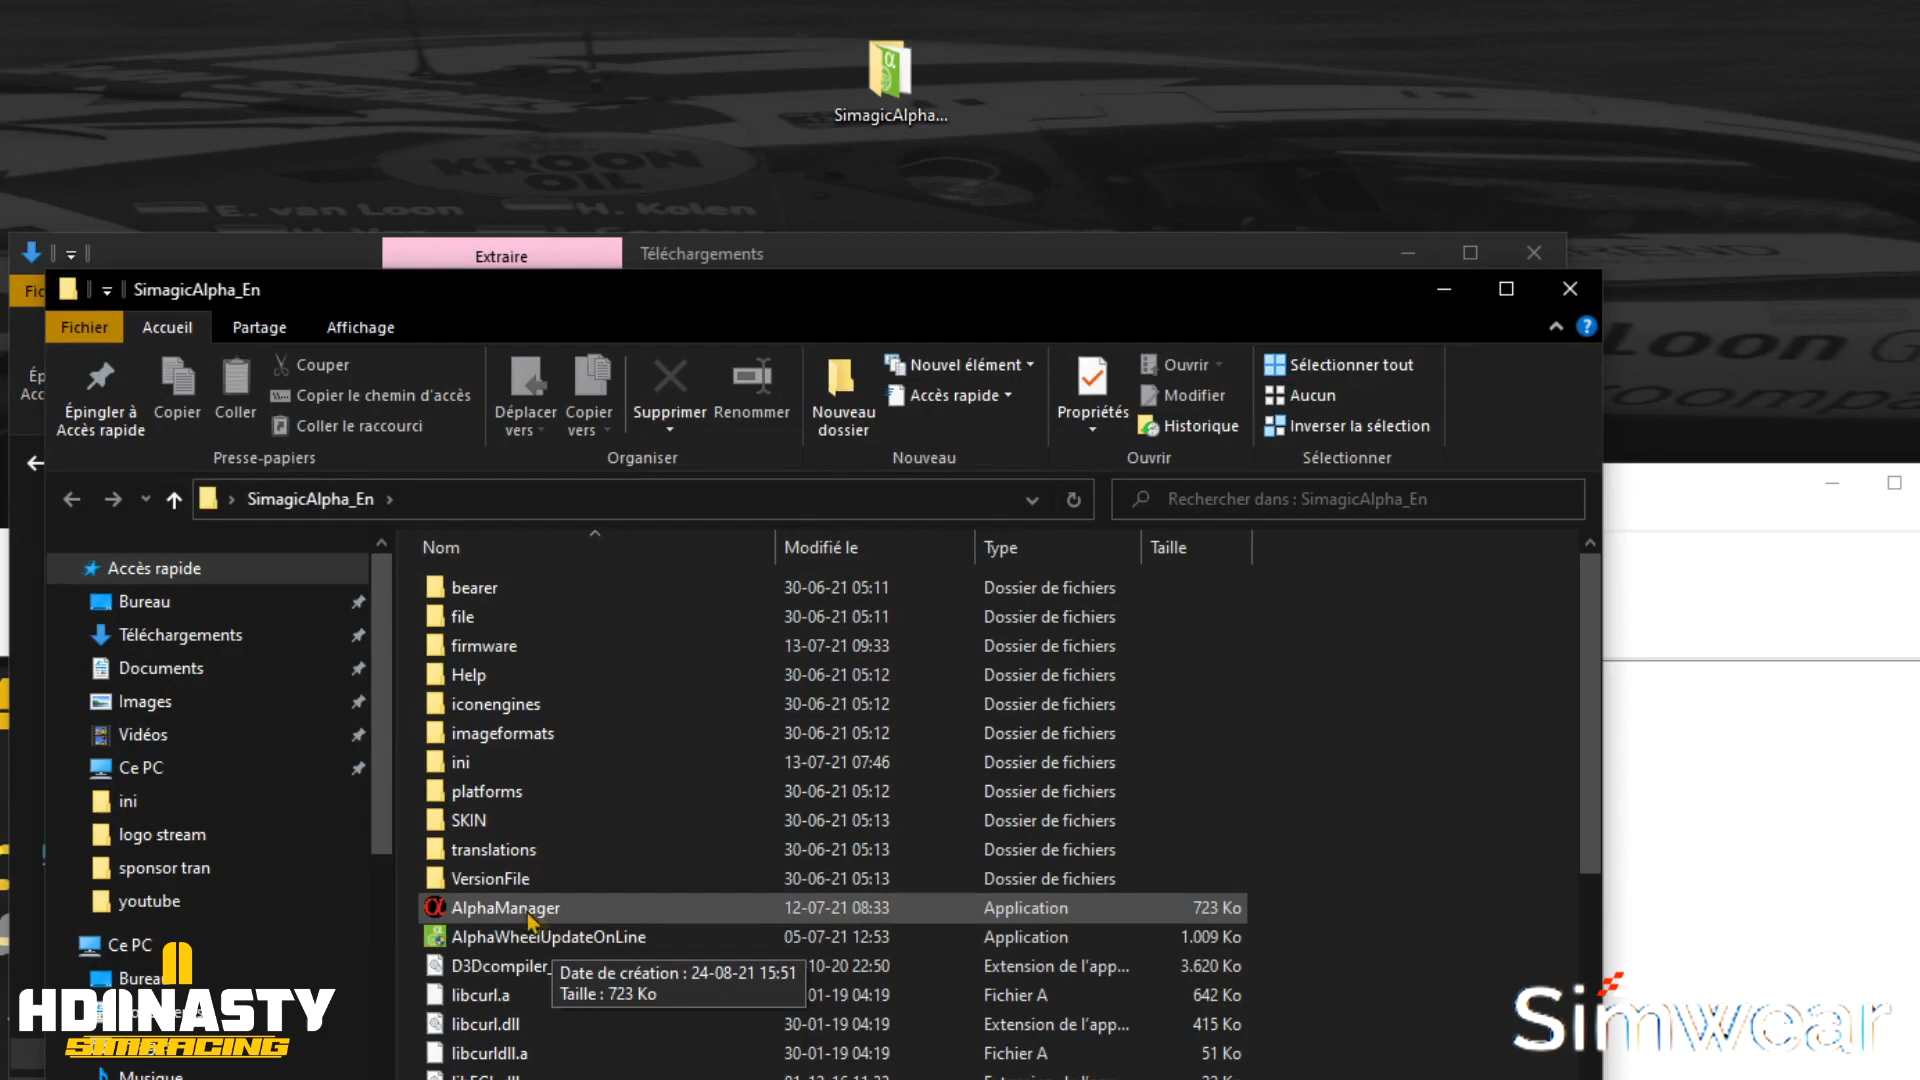 SimagicAlpha...
KROON
OIL
E. van Loon
H. Kolen
Extraire
Téléchargements
Fic
SimagicAlpha_En
Fichier
Accueil
Partage
Affichage
?
Ép
Acc
Épingler à
Accès rapide
Copier
Coller
Couper
Copier le chemin d'accès
Coller le raccourci
Presse-papiers
Déplacer
vers
Copier
vers
Supprimer
Renommer
Organiser
Nouveau
dossier
Nouvel élément
Accès rapide
Nouveau
Propriétés
Ouvrir
Modifier
Historique
Ouvrir
Sélectionner tout
Aucun
Inverser la sélection
Sélectionner
Loon G
SimagicAlpha_En
Rechercher dans : SimagicAlpha_En
Accès rapide
Bureau
Téléchargements
Documents
Images
Vidéos
Ce PC
ini
logo stream
sponsor tran
youtube
Ce PC
Bureau
Musique
Nom Modifié le Type Taille
bearer 30-06-21 05:11 Dossier de fichiers
file 30-06-21 05:11 Dossier de fichiers
firmware 13-07-21 09:33 Dossier de fichiers
Help 30-06-21 05:12 Dossier de fichiers
iconengines 30-06-21 05:12 Dossier de fichiers
imageformats 30-06-21 05:12 Dossier de fichiers
ini 13-07-21 07:46 Dossier de fichiers
platforms 30-06-21 05:12 Dossier de fichiers
SKIN 30-06-21 05:13 Dossier de fichiers
translations 30-06-21 05:13 Dossier de fichiers
VersionFile 30-06-21 05:13 Dossier de fichiers
AlphaManager 12-07-21 08:33 Application 723 Ko
AlphaWheelUpdateOnLine 05-07-21 12:53 Application 1.009 Ko
D3Dcompiler_ 10-20 22:50 Extension de l'app... 3.620 Ko
Date de création : 24-08-21 15:51
Taille : 723 Ko
libcurl.a 01-19 04:19 Fichier A 642 Ko
libcurl.dll 30-01-19 04:19 Extension de l'app... 415 Ko
libcurldll.a 30-01-19 04:19 Fichier A 51 Ko
HDIINASTY
SIMRACING
Simwear